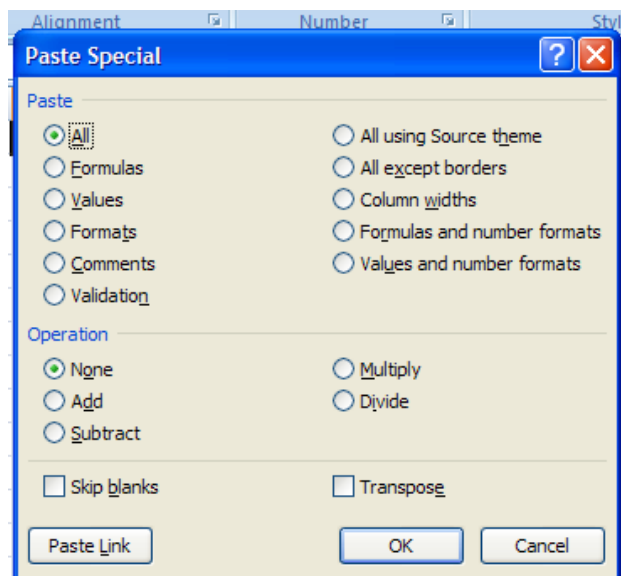 Alignment Number Styl
Paste Special
Paste
All All using Source theme
Formulas All except borders
Values Column widths
Formats Formulas and number formats
Comments Values and number formats
Validation
Operation
None Multiply
Add Divide
Subtract
Skip blanks Transpose
Paste Link OK Cancel